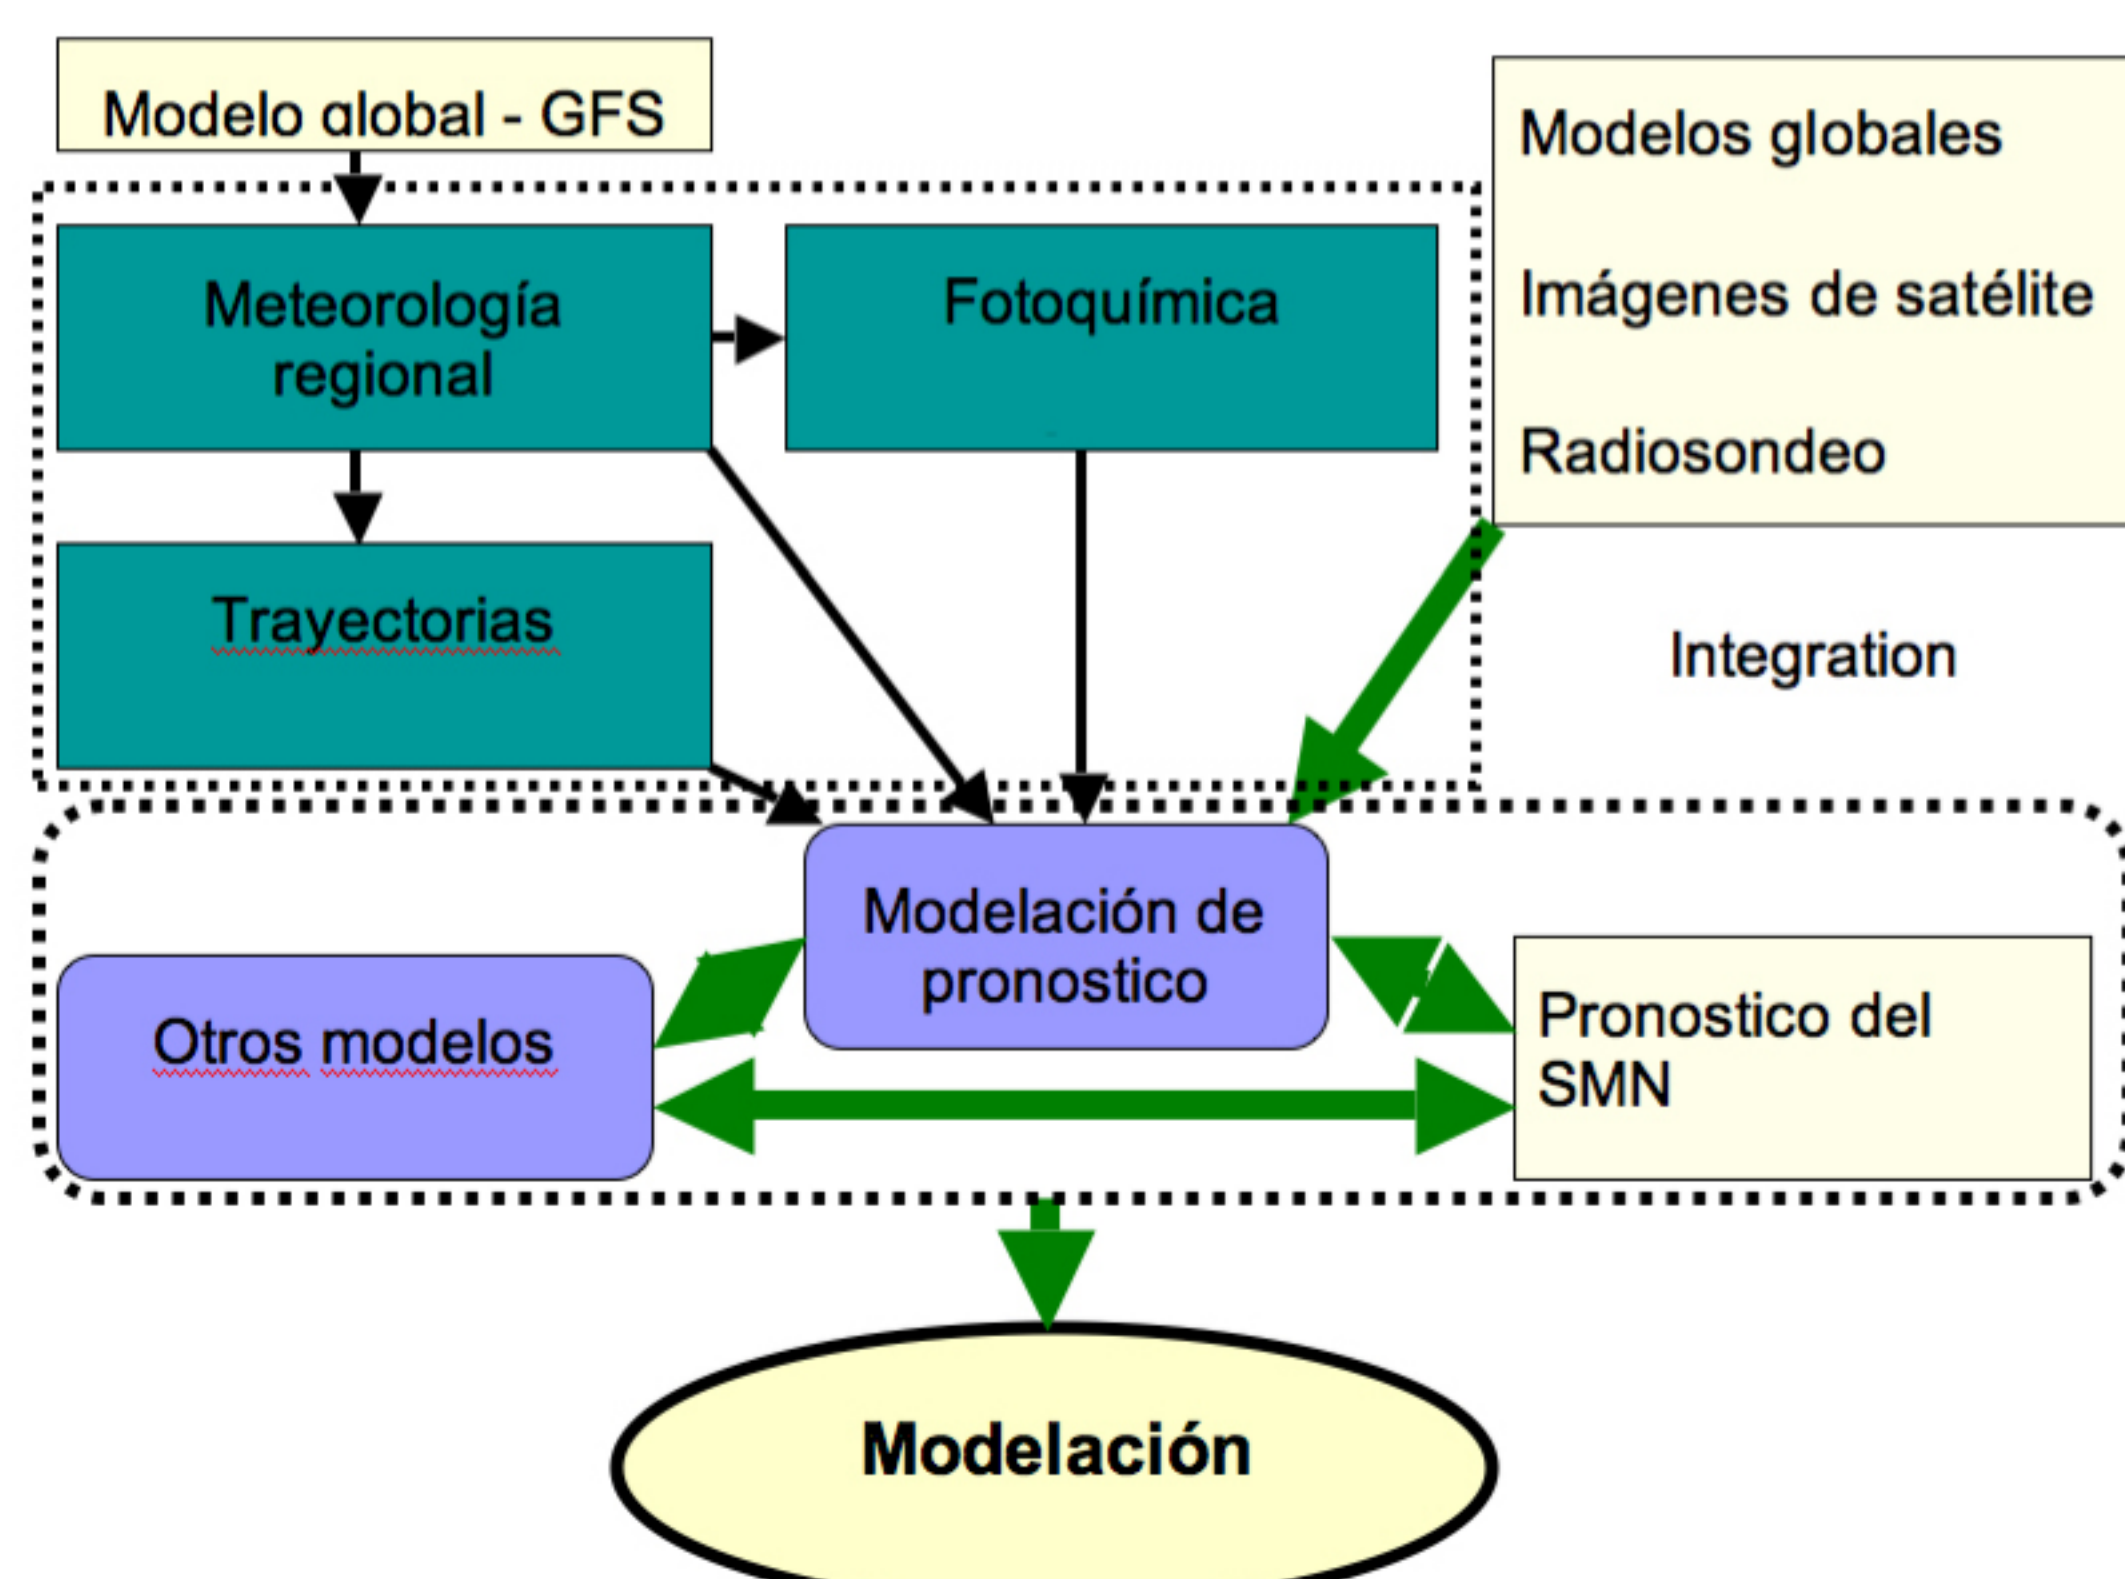 Modelo global - GFS
Meteorología
regional
Fotoquímica
Trayectorias
Modelos globales
Imágenes de satélite
Radiosondeo
Integration
Modelación de
pronostico
Otros modelos
Pronostico del
SMN
Modelación